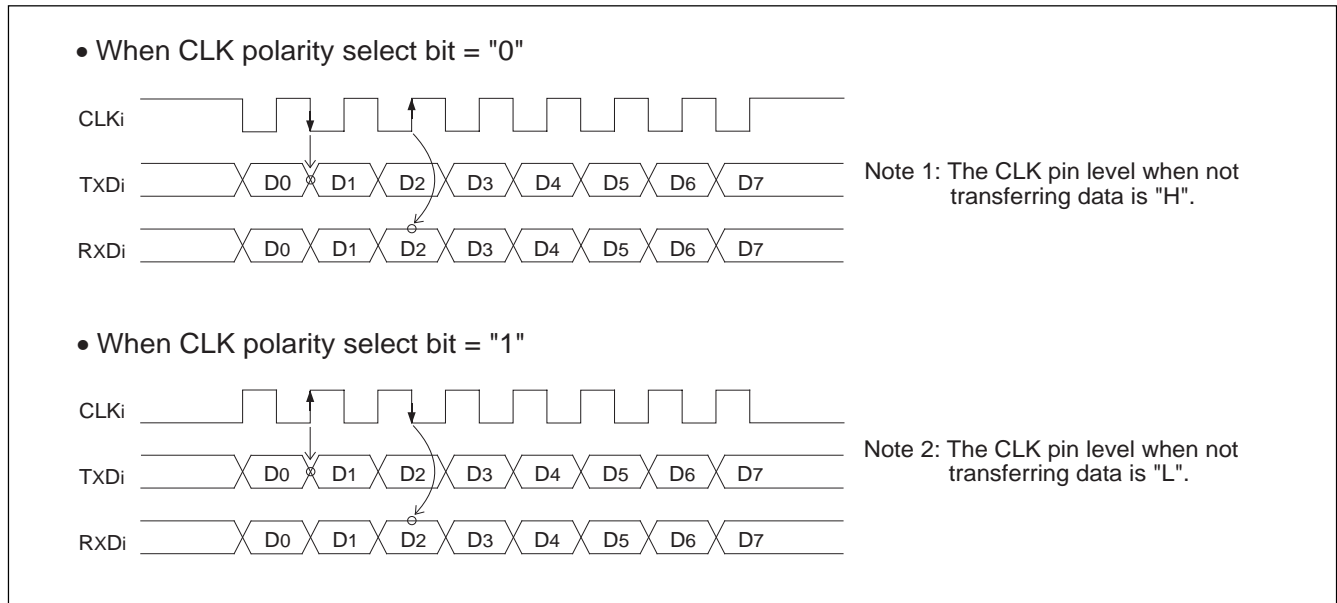 • When CLK polarity select bit = "0"
CLKi
TXDi D0 D1 D2 D3 D4 D5 D6 D7
RXDi D0 D1 D2 D3 D4 D5 D6 D7
Note 1: The CLK pin level when not
transferring data is "H".
• When CLK polarity select bit = "1"
CLKi
TXDi D0 D1 D2 D3 D4 D5 D6 D7
RXDi D0 D1 D2 D3 D4 D5 D6 D7
Note 2: The CLK pin level when not
transferring data is "L".